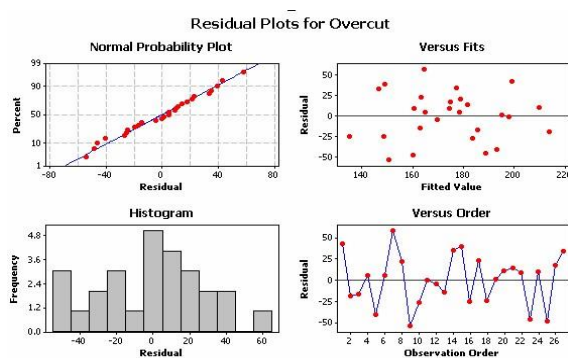 Residual Plots for Overcut
Normal Probability Plot
Versus Fits
99
90
50
10
1
Percent
-80
-40
0
40
80
Residual
50
25
0
-25
-50
Residual
140
160
180
200
220
Fitted Value
Histogram
Versus Order
4.8
3.6
2.4
1.2
0.0
Frequency
-40
-20
0
20
40
60
Residual
50
25
0
-25
-50
Residual
2 4 6 8 10 12 14 16 18 20 22 24 26
Observation Order